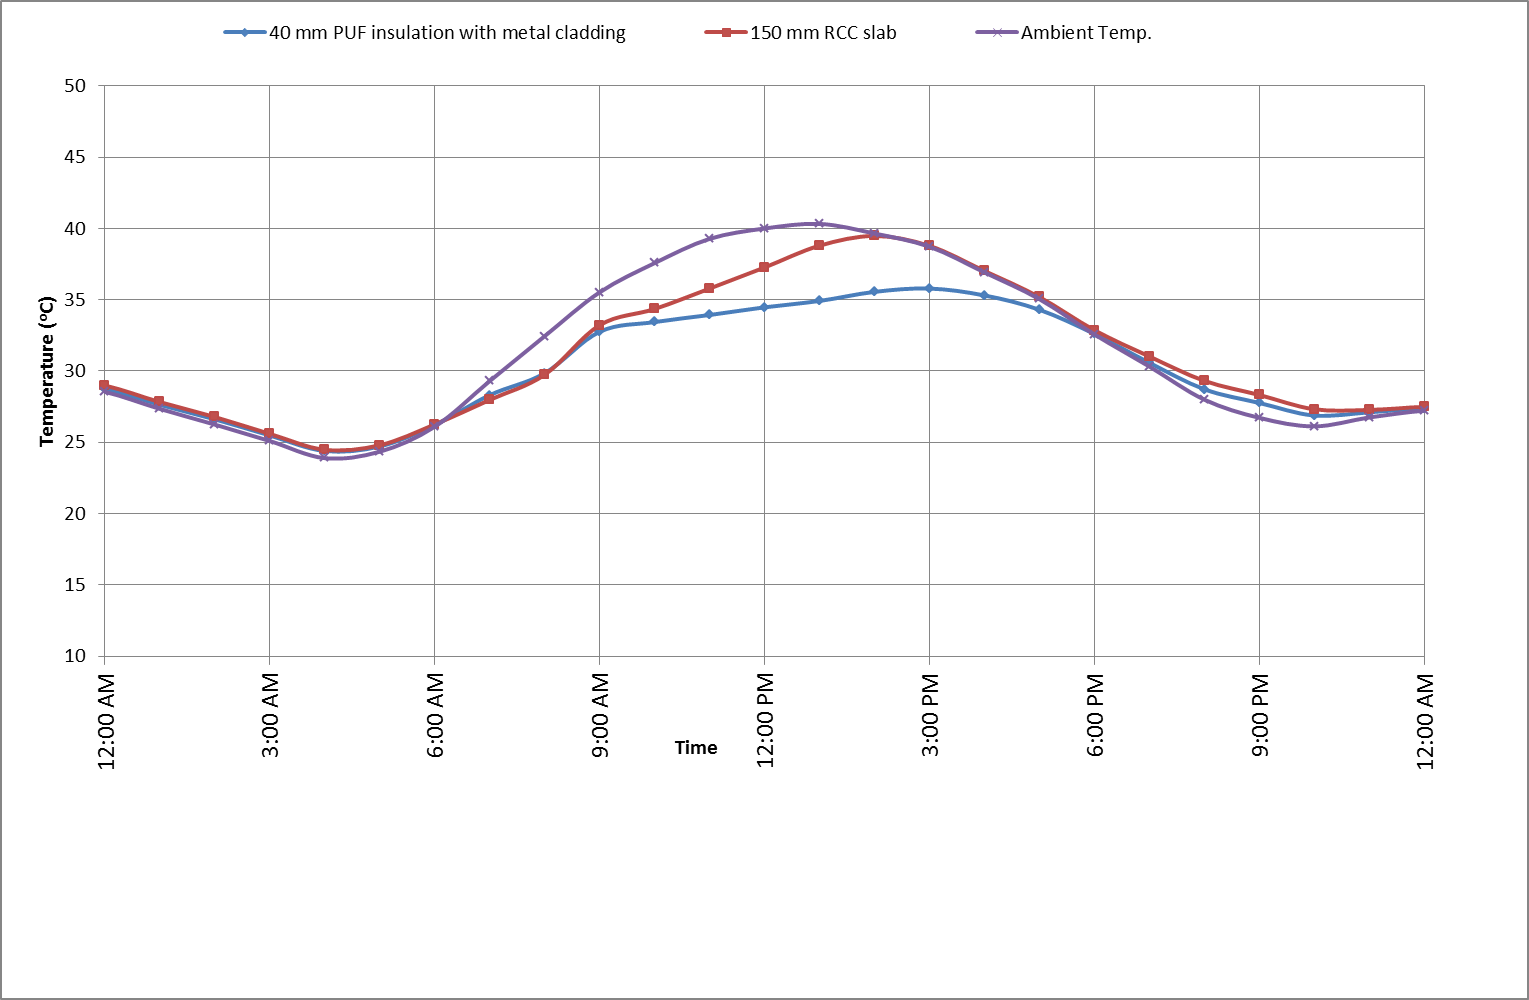 40 mm PUF insulation with metal cladding 150 mm RCC slab Ambient Temp.
50
45
40
35
30
25
20
15
10
Temperature (oC)
12:00 AM 3:00 AM 6:00 AM 9:00 AM 12:00 PM 3:00 PM 6:00 PM 9:00 PM 12:00 AM
Time